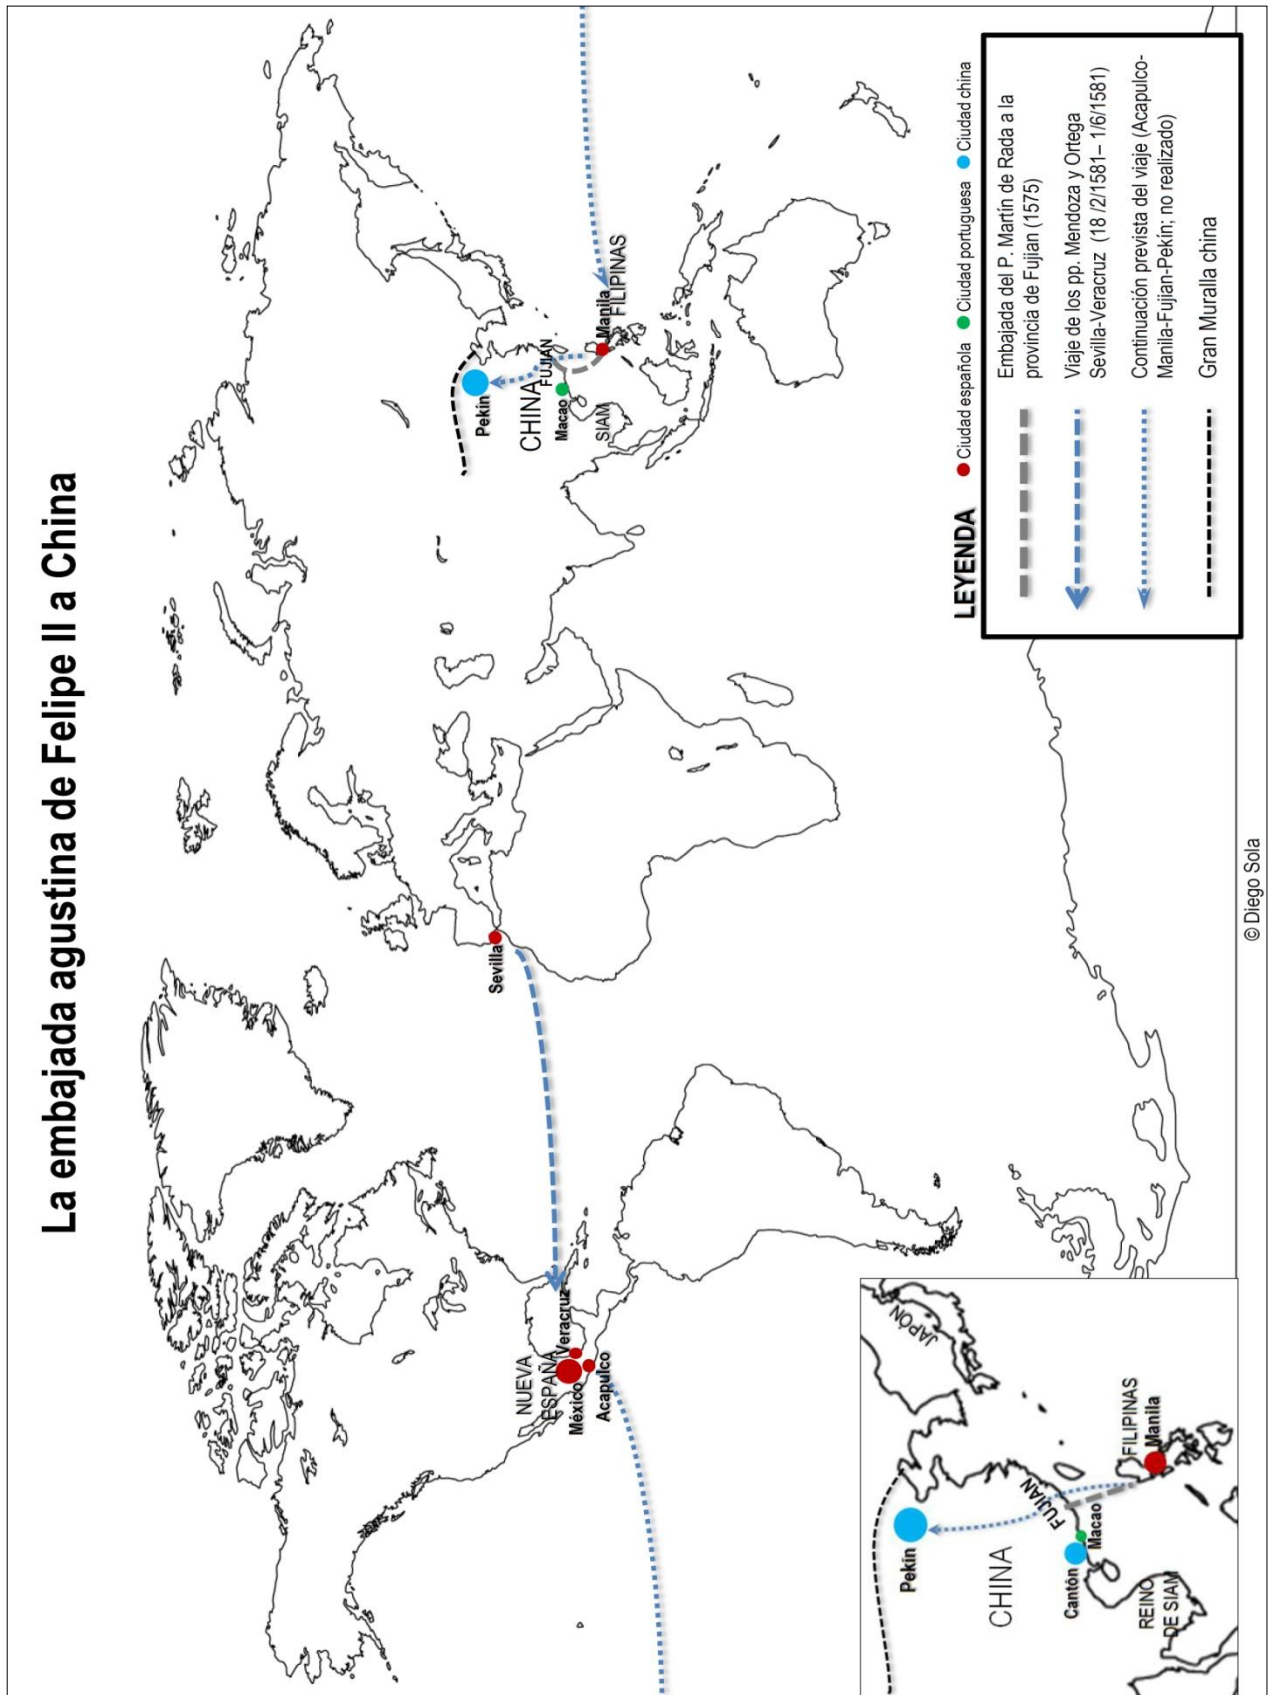 La embajada agustina de Felipe II a China
NUEVA
ESPAÑA
México
Veracruz
Acapulco
Sevilla
Pekín
CHINA
FUJIAN
Macao
SIAM
Manila
FILIPINAS
Pekín
CHINA
FUJIAN
Cantón
Macao
REINO
DE SIAM
JAPÓN
FILIPINAS
Manila
LEYENDA
Ciudad española
Ciudad portuguesa
Ciudad china
Embajada del P. Martín de Rada a la
provincia de Fujian (1575)
Viaje de los pp. Mendoza y Ortega
Sevilla-Veracruz (18 /2/1581– 1/6/1581)
Continuación prevista del viaje (Acapulco-
Manila-Fujian-Pekín; no realizado)
Gran Muralla china
© Diego Sola